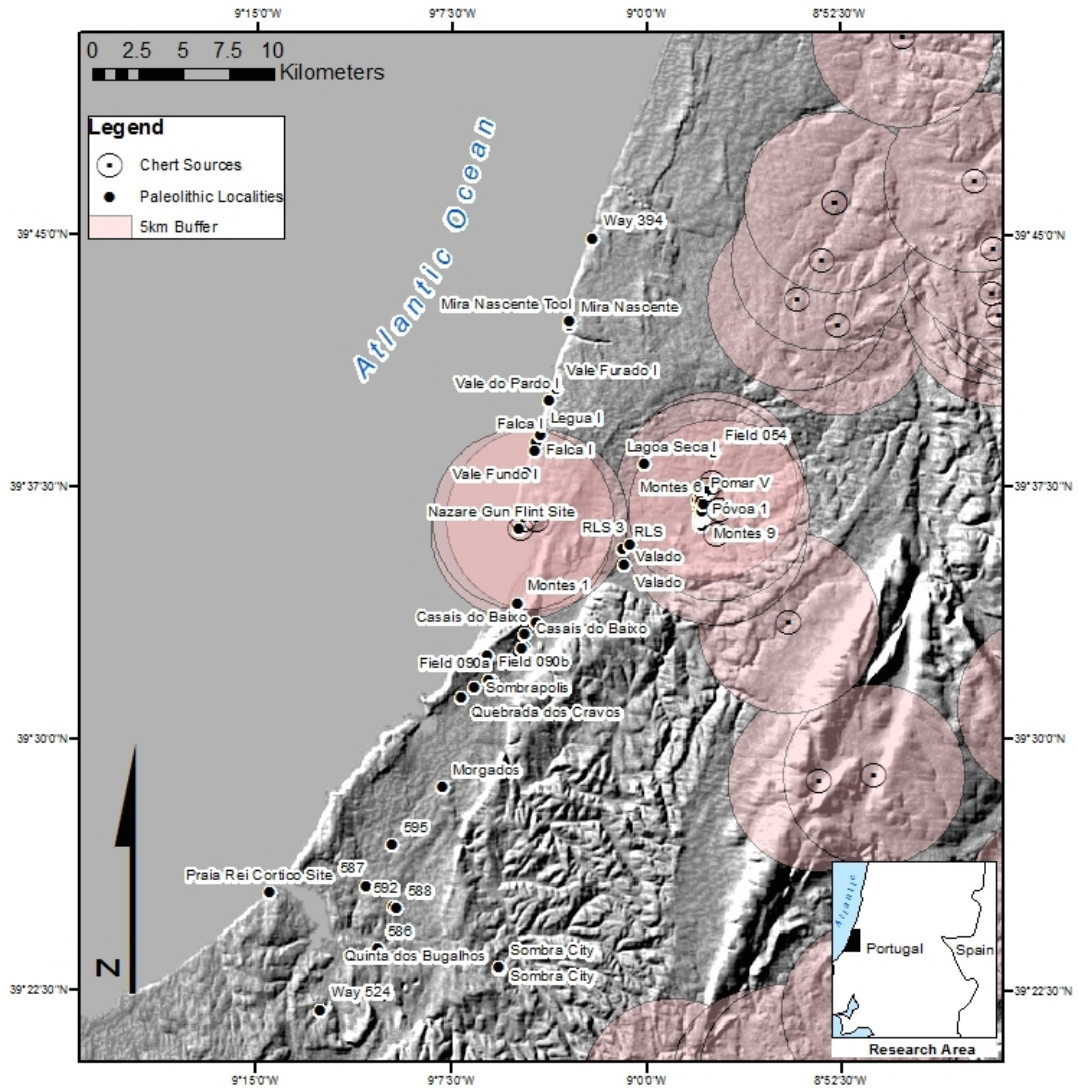 9°15'0"W
9°7'30"W
9°0'0"W
8°52'30"W
0 2.5 5 7.5 10
Kilometers
Legend
Chert Sources
Paleolithic Localities
5km Buffer
Atlantic Ocean
39°45'0"N
39°45'0"N
Way 394
Mira Nascente Tool
Mira Nascente
Vale Furado I
Vale do Pardo I
Legua I
Falca I
Falca I
Field 054
Lagoa Seca I
Vale Fundo I
39°37'30"N
39°37'30"N
Montes 6
Pomar V
Nazare Gun Flint Site
Póvoa 1
RLS 3
RLS
Montes 9
Valado
Valado
Montes 1
Casais do Baixo
Casais do Baixo
Field 090a
Field 090b
Sombrapolis
Quebrada dos Cravos
39°30'0"N
39°30'0"N
Morgados
595
587
Praia Rei Cortico Site
592
588
586
Quinta dos Bugalhos
Sombra City
Sombra City
Way 524
N
39°22'30"N
39°22'30"N
Atlantic
Portugal
Spain
Research Area
9°15'0"W
9°7'30"W
9°0'0"W
8°52'30"W